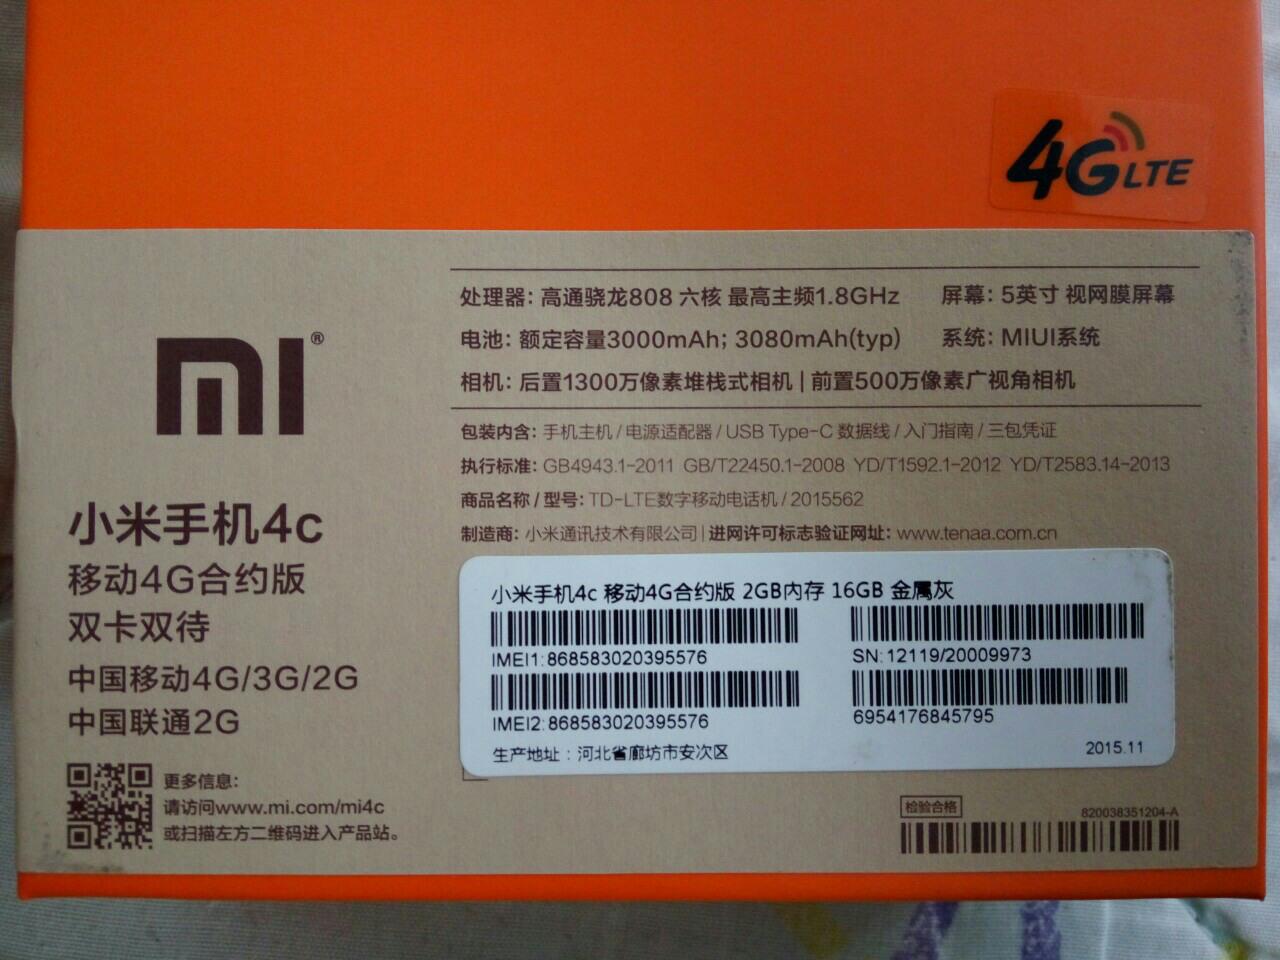 4G LTE
mi®
小米手机4c
移动4G合约版
双卡双待
中国移动4G/3G/2G
中国联通2G
更多信息:
请访问www.mi.com/mi4c
或扫描左方二维码进入产品站。
处理器: 高通骁龙808 六核 最高主频1.8GHz 屏幕: 5英寸 视网膜屏幕
电池: 额定容量3000mAh; 3080mAh(typ) 系统: MIUI系统
相机: 后置1300万像素堆栈式相机 | 前置500万像素广视角相机
包装内含: 手机主机 / 电源适配器 / USB Type-C 数据线 / 入门指南 / 三包凭证
执行标准: GB4943.1-2011 GB/T22450.1-2008 YD/T1592.1-2012 YD/T2583.14-2013
商品名称 / 型号: TD-LTE数字移动电话机 / 2015562
制造商: 小米通讯技术有限公司 | 进网许可标志验证网址: www.tenaa.com.cn
小米手机4c 移动4G合约版 2GB内存 16GB 金属灰
IMEI1: 868583020395576
SN: 12119/20009973
IMEI2: 868583020395576
6954176845795
生产地址: 河北省廊坊市安次区
2015.11
检验合格
820038351204-A